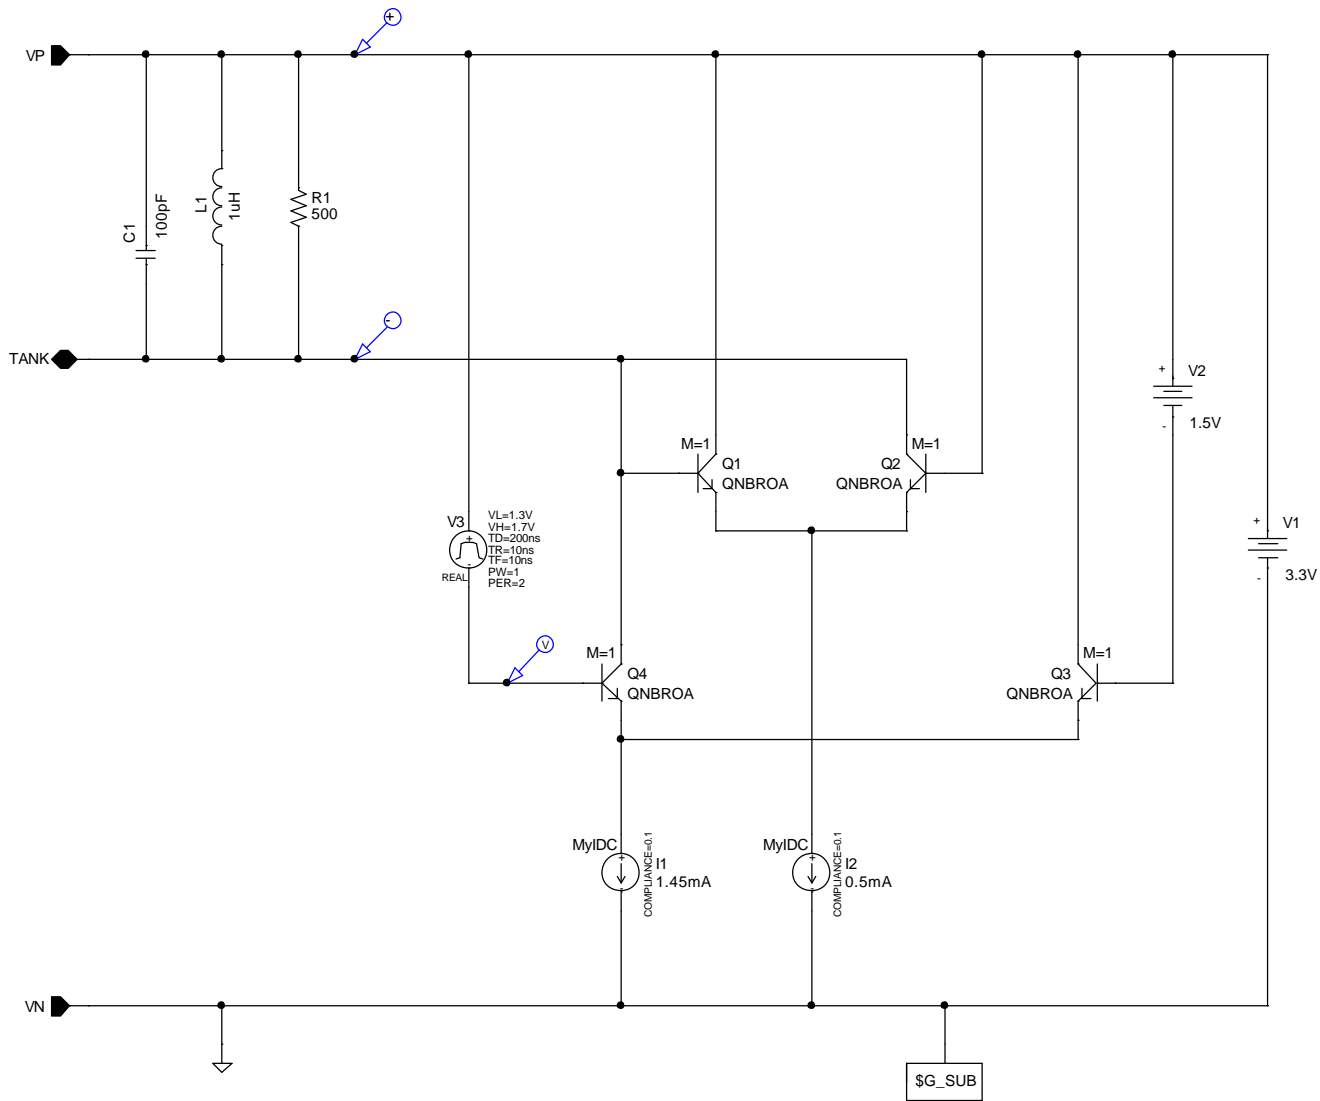 +
VP
C1
100pF
L1
1uH
R1
500
-
TANK
+
V2
1.5V
-
M=1
Q1
QNBROA
M=1
Q2
QNBROA
V3
+
-
REAL
VL=1.3V
VH=1.7V
TD=200ns
TR=10ns
TF=10ns
PW=1
PER=2
+
V1
3.3V
-
V
M=1
Q4
QNBROA
M=1
Q3
QNBROA
MyIDC
+
-
I1
1.45mA
COMPLIANCE=0.1
MyIDC
+
-
I2
0.5mA
COMPLIANCE=0.1
VN
$G_SUB